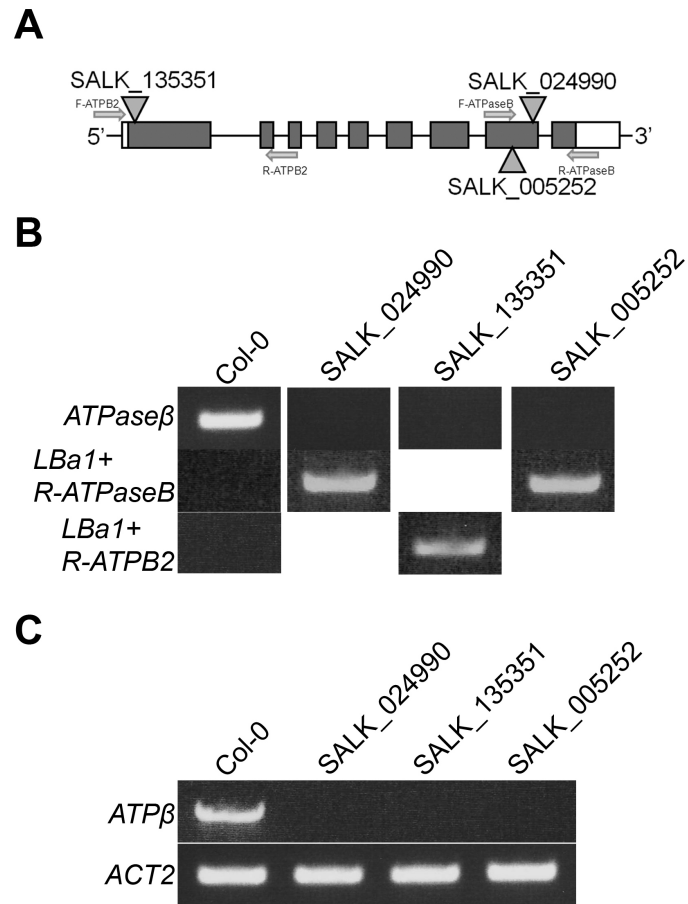 A
SALK_135351
SALK_024990
F-ATPB2
F-ATPaseB
5'
3'
R-ATPB2
R-ATPaseB
SALK_005252
B
Col-0
SALK_024990
SALK_135351
SALK_005252
ATPaseβ
LBa1+
R-ATPaseB
LBa1+
R-ATPB2
C
Col-0
SALK_024990
SALK_135351
SALK_005252
ATPβ
ACT2